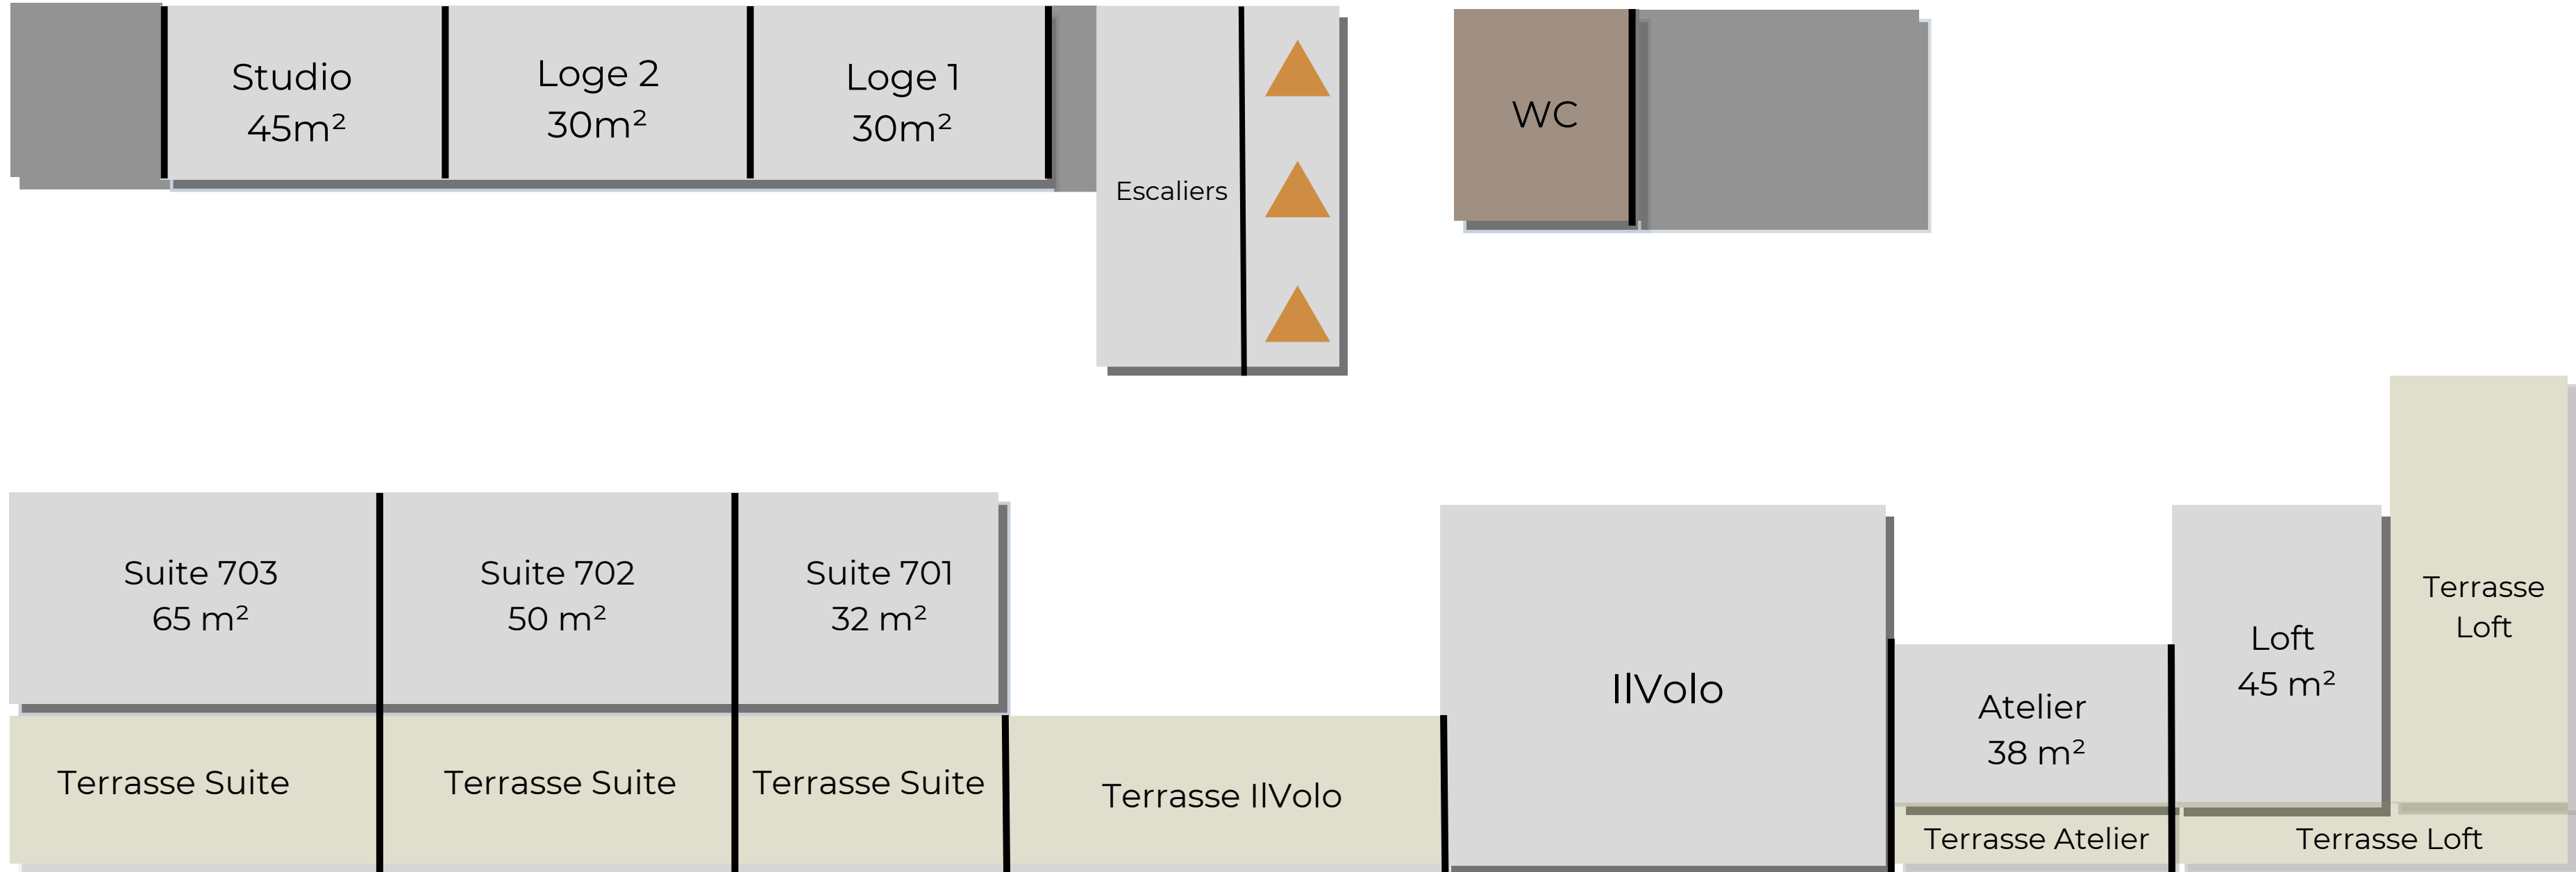 Studio
45m²
Loge 2
30m²
Loge 1
30m²
Escaliers
WC
Suite 703
65 m²
Suite 702
50 m²
Suite 701
32 m²
Terrasse Suite
Terrasse Suite
Terrasse Suite
Terrasse IlVolo
IlVolo
Atelier
38 m²
Terrasse Atelier
Loft
45 m²
Terrasse
Loft
Terrasse Loft